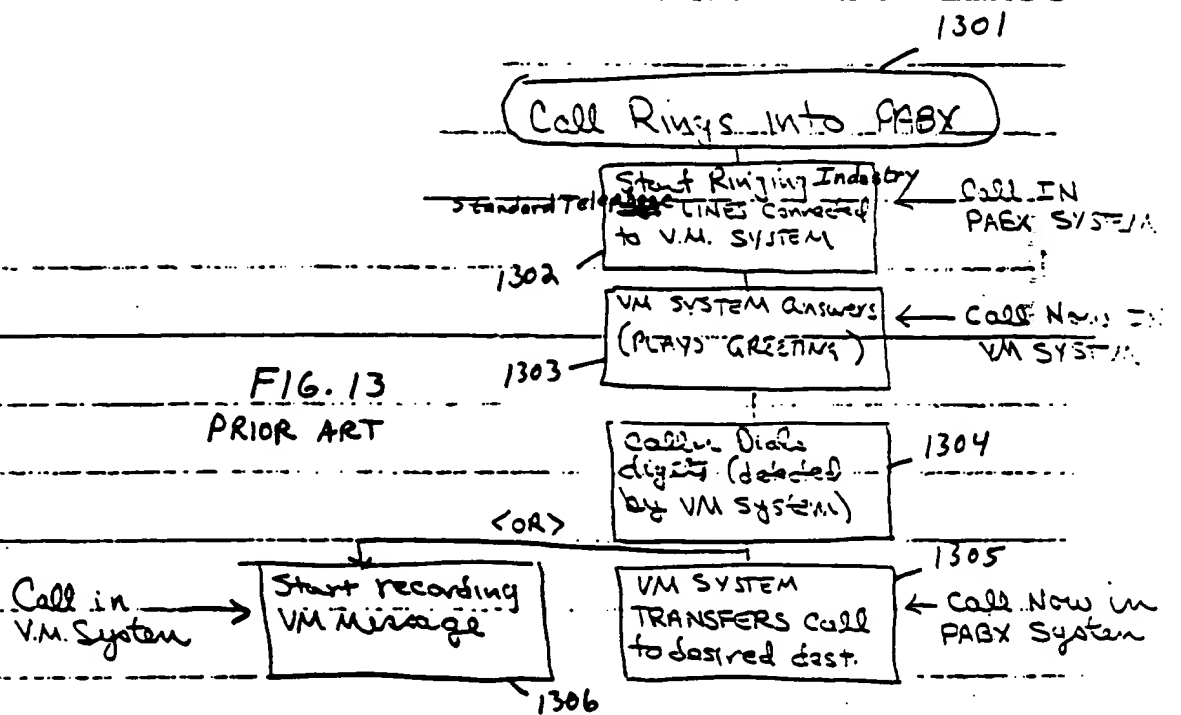 1301
Call Rings into PABX
Start Ringing Industry
Standard Telephone LINES Connected
to V.M. SYSTEM
Call IN
PABX SYSTEM
1302
VM SYSTEM answers
(PLAYS GREETING)
Call Now IN
VM SYSTEM
1303
FIG. 13
PRIOR ART
Caller Dials
digits (detected
by VM System)
1304
<OR>
1305
Start recording
VM Message
Call in
V.M. System
VM SYSTEM
TRANSFERS Call
to desired dest.
Call Now in
PABX System
1306